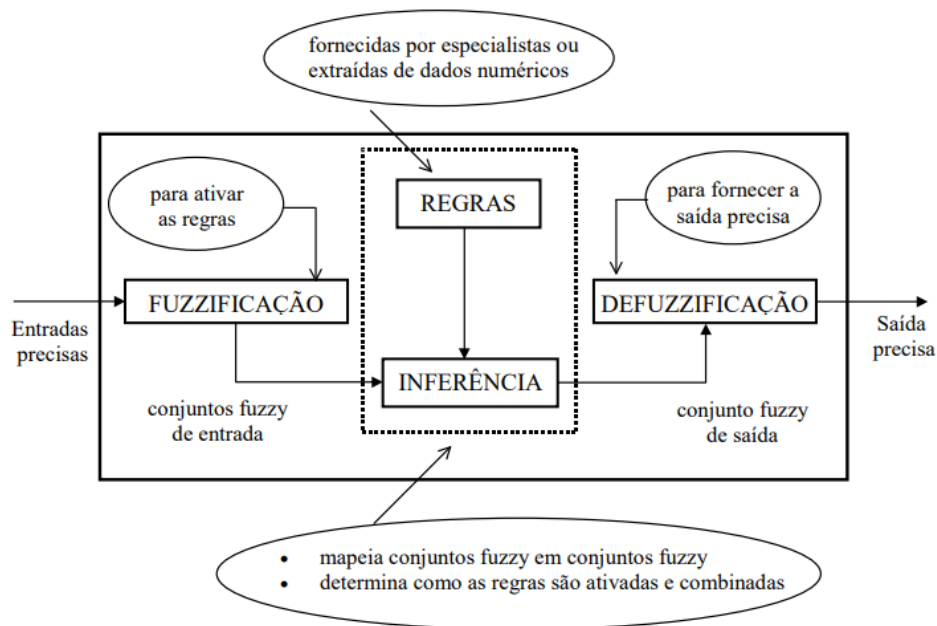 fornecidas por especialistas ou
extraídas de dados numéricos
para ativar
as regras
REGRAS
para fornecer a
saída precisa
FUZZIFICAÇÃO
DEFUZZIFICAÇÃO
Entradas
precisas
Saída
precisa
INFERÊNCIA
conjuntos fuzzy
de entrada
conjunto fuzzy
de saída
• mapeia conjuntos fuzzy em conjuntos fuzzy
• determina como as regras são ativadas e combinadas